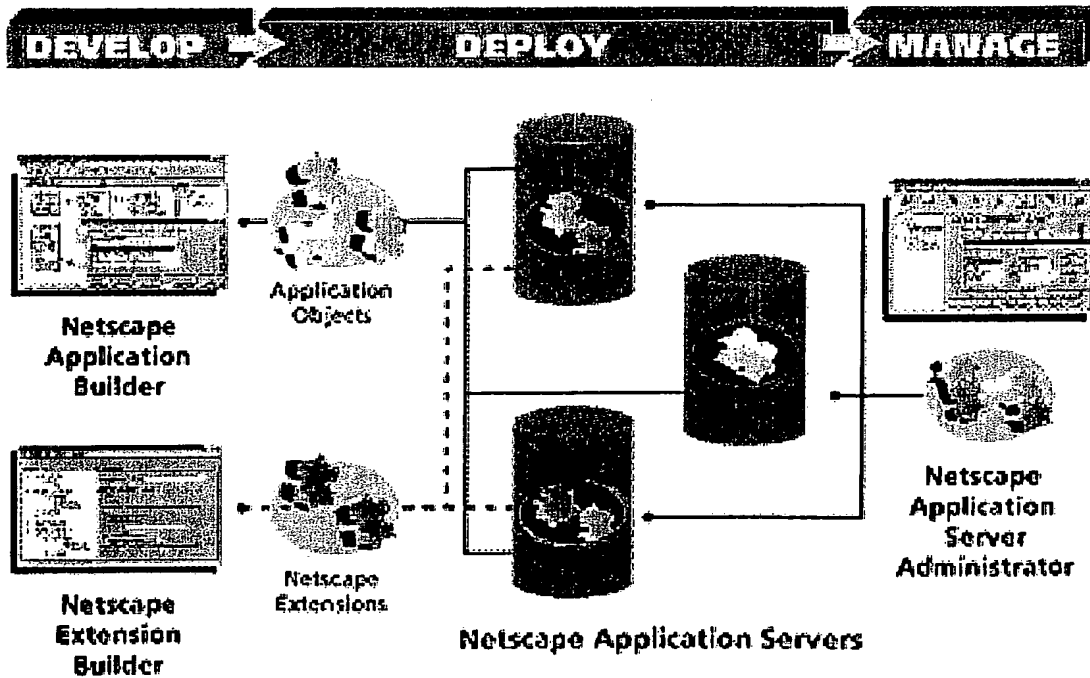 DEVELOP
DEPLOY
MANAGE
Application
Objects
Netscape
Application
Builder
Netscape
Application
Server
Administrator
Netscape
Extensions
Netscape
Extension
Builder
Netscape Application Servers